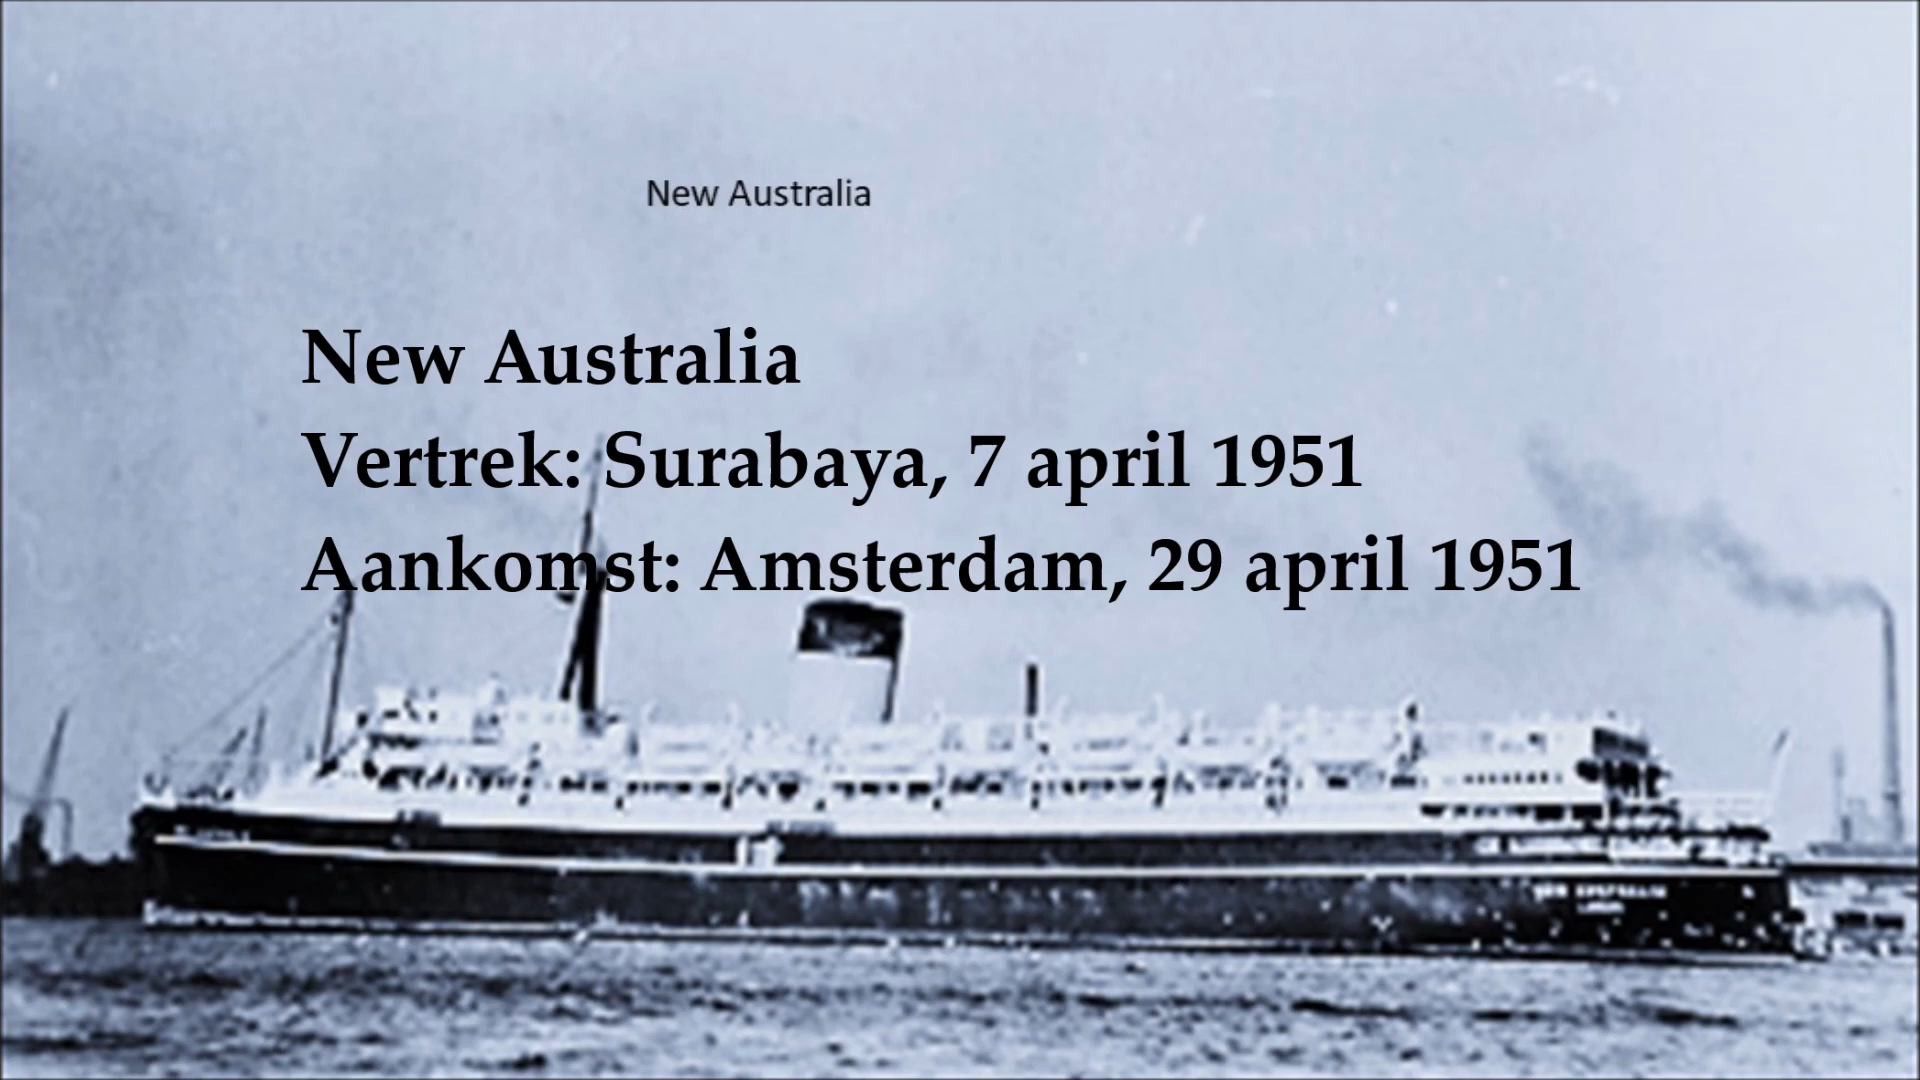 New Australia
New Australia
Vertrek: Surabaya, 7 april 1951
Aankomst: Amsterdam, 29 april 1951